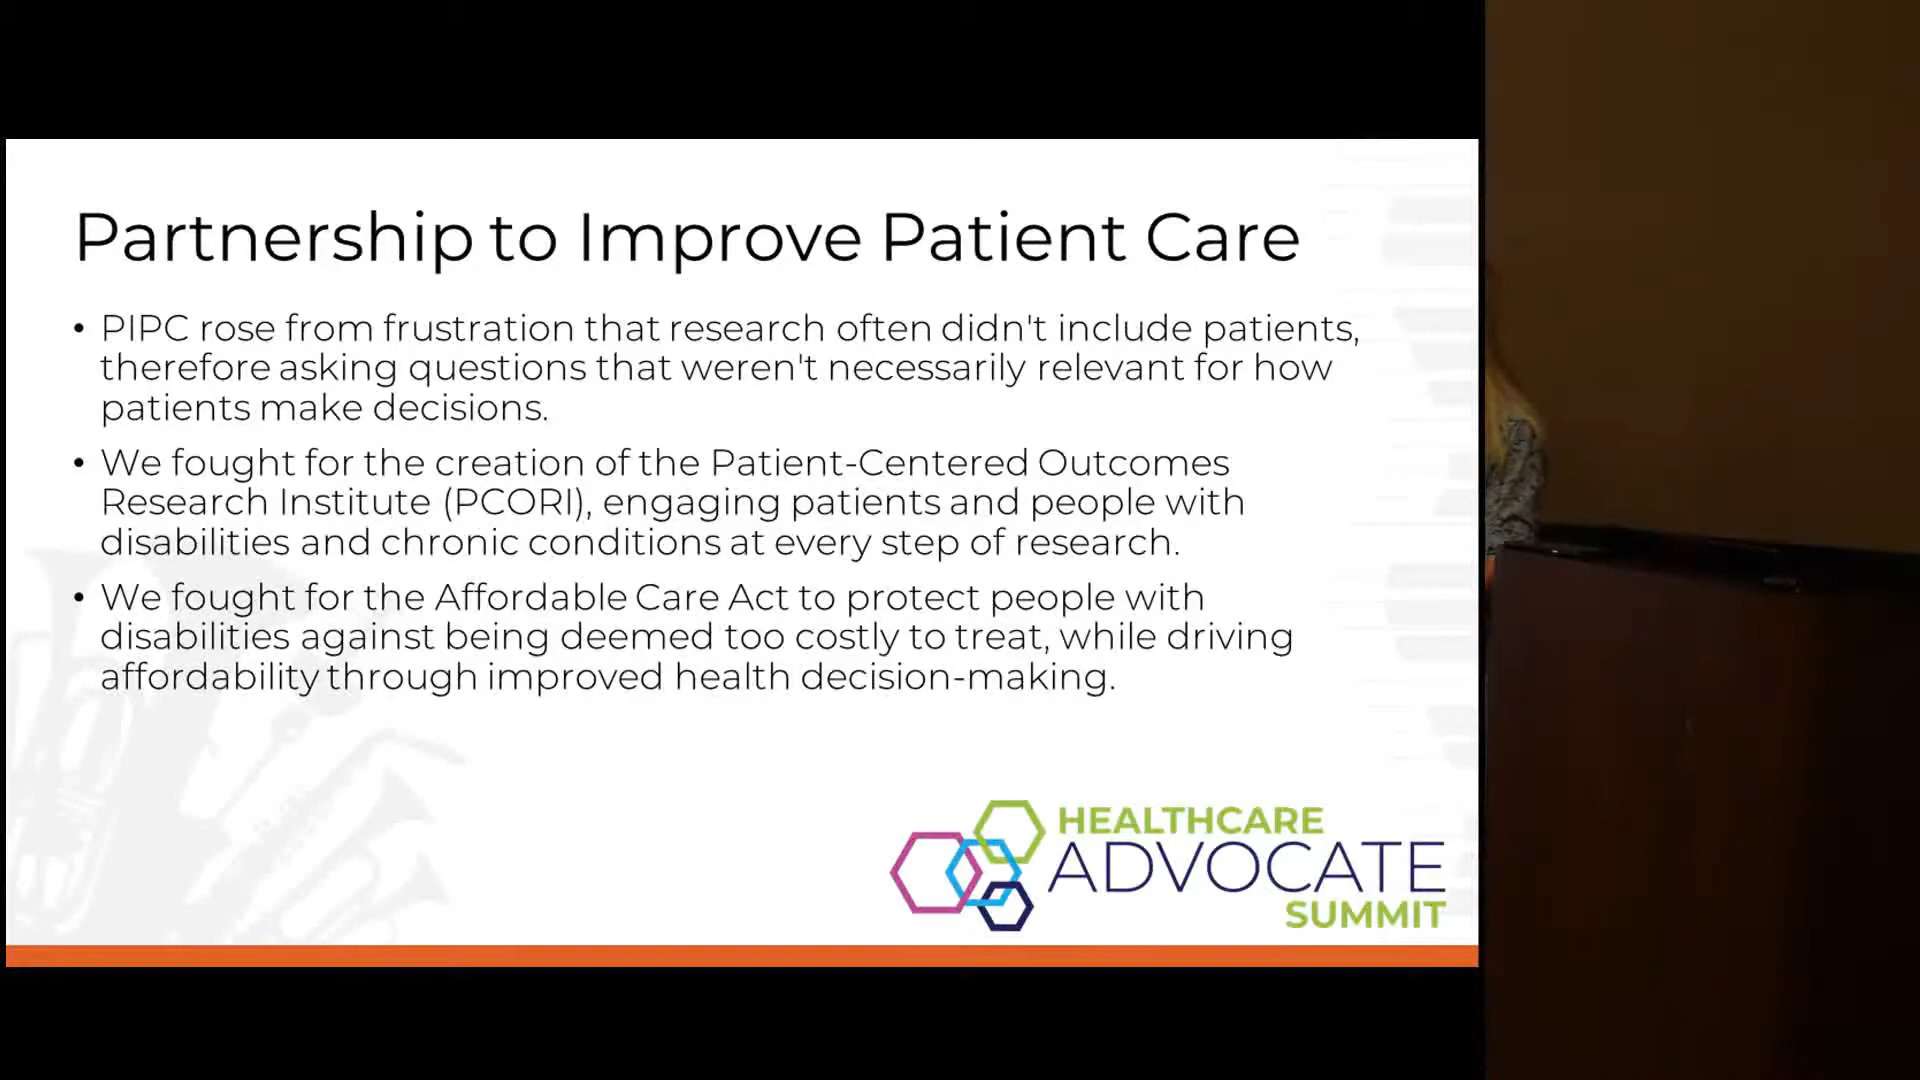 Partnership to Improve Patient Care
• PIPC rose from frustration that research often didn't include patients,
therefore asking questions that weren't necessarily relevant for how
patients make decisions.
• We fought for the creation of the Patient-Centered Outcomes
Research Institute (PCORI), engaging patients and people with
disabilities and chronic conditions at every step of research.
• We fought for the Affordable Care Act to protect people with
disabilities against being deemed too costly to treat, while driving
affordability through improved health decision-making.
HEALTHCARE
ADVOCATE
SUMMIT